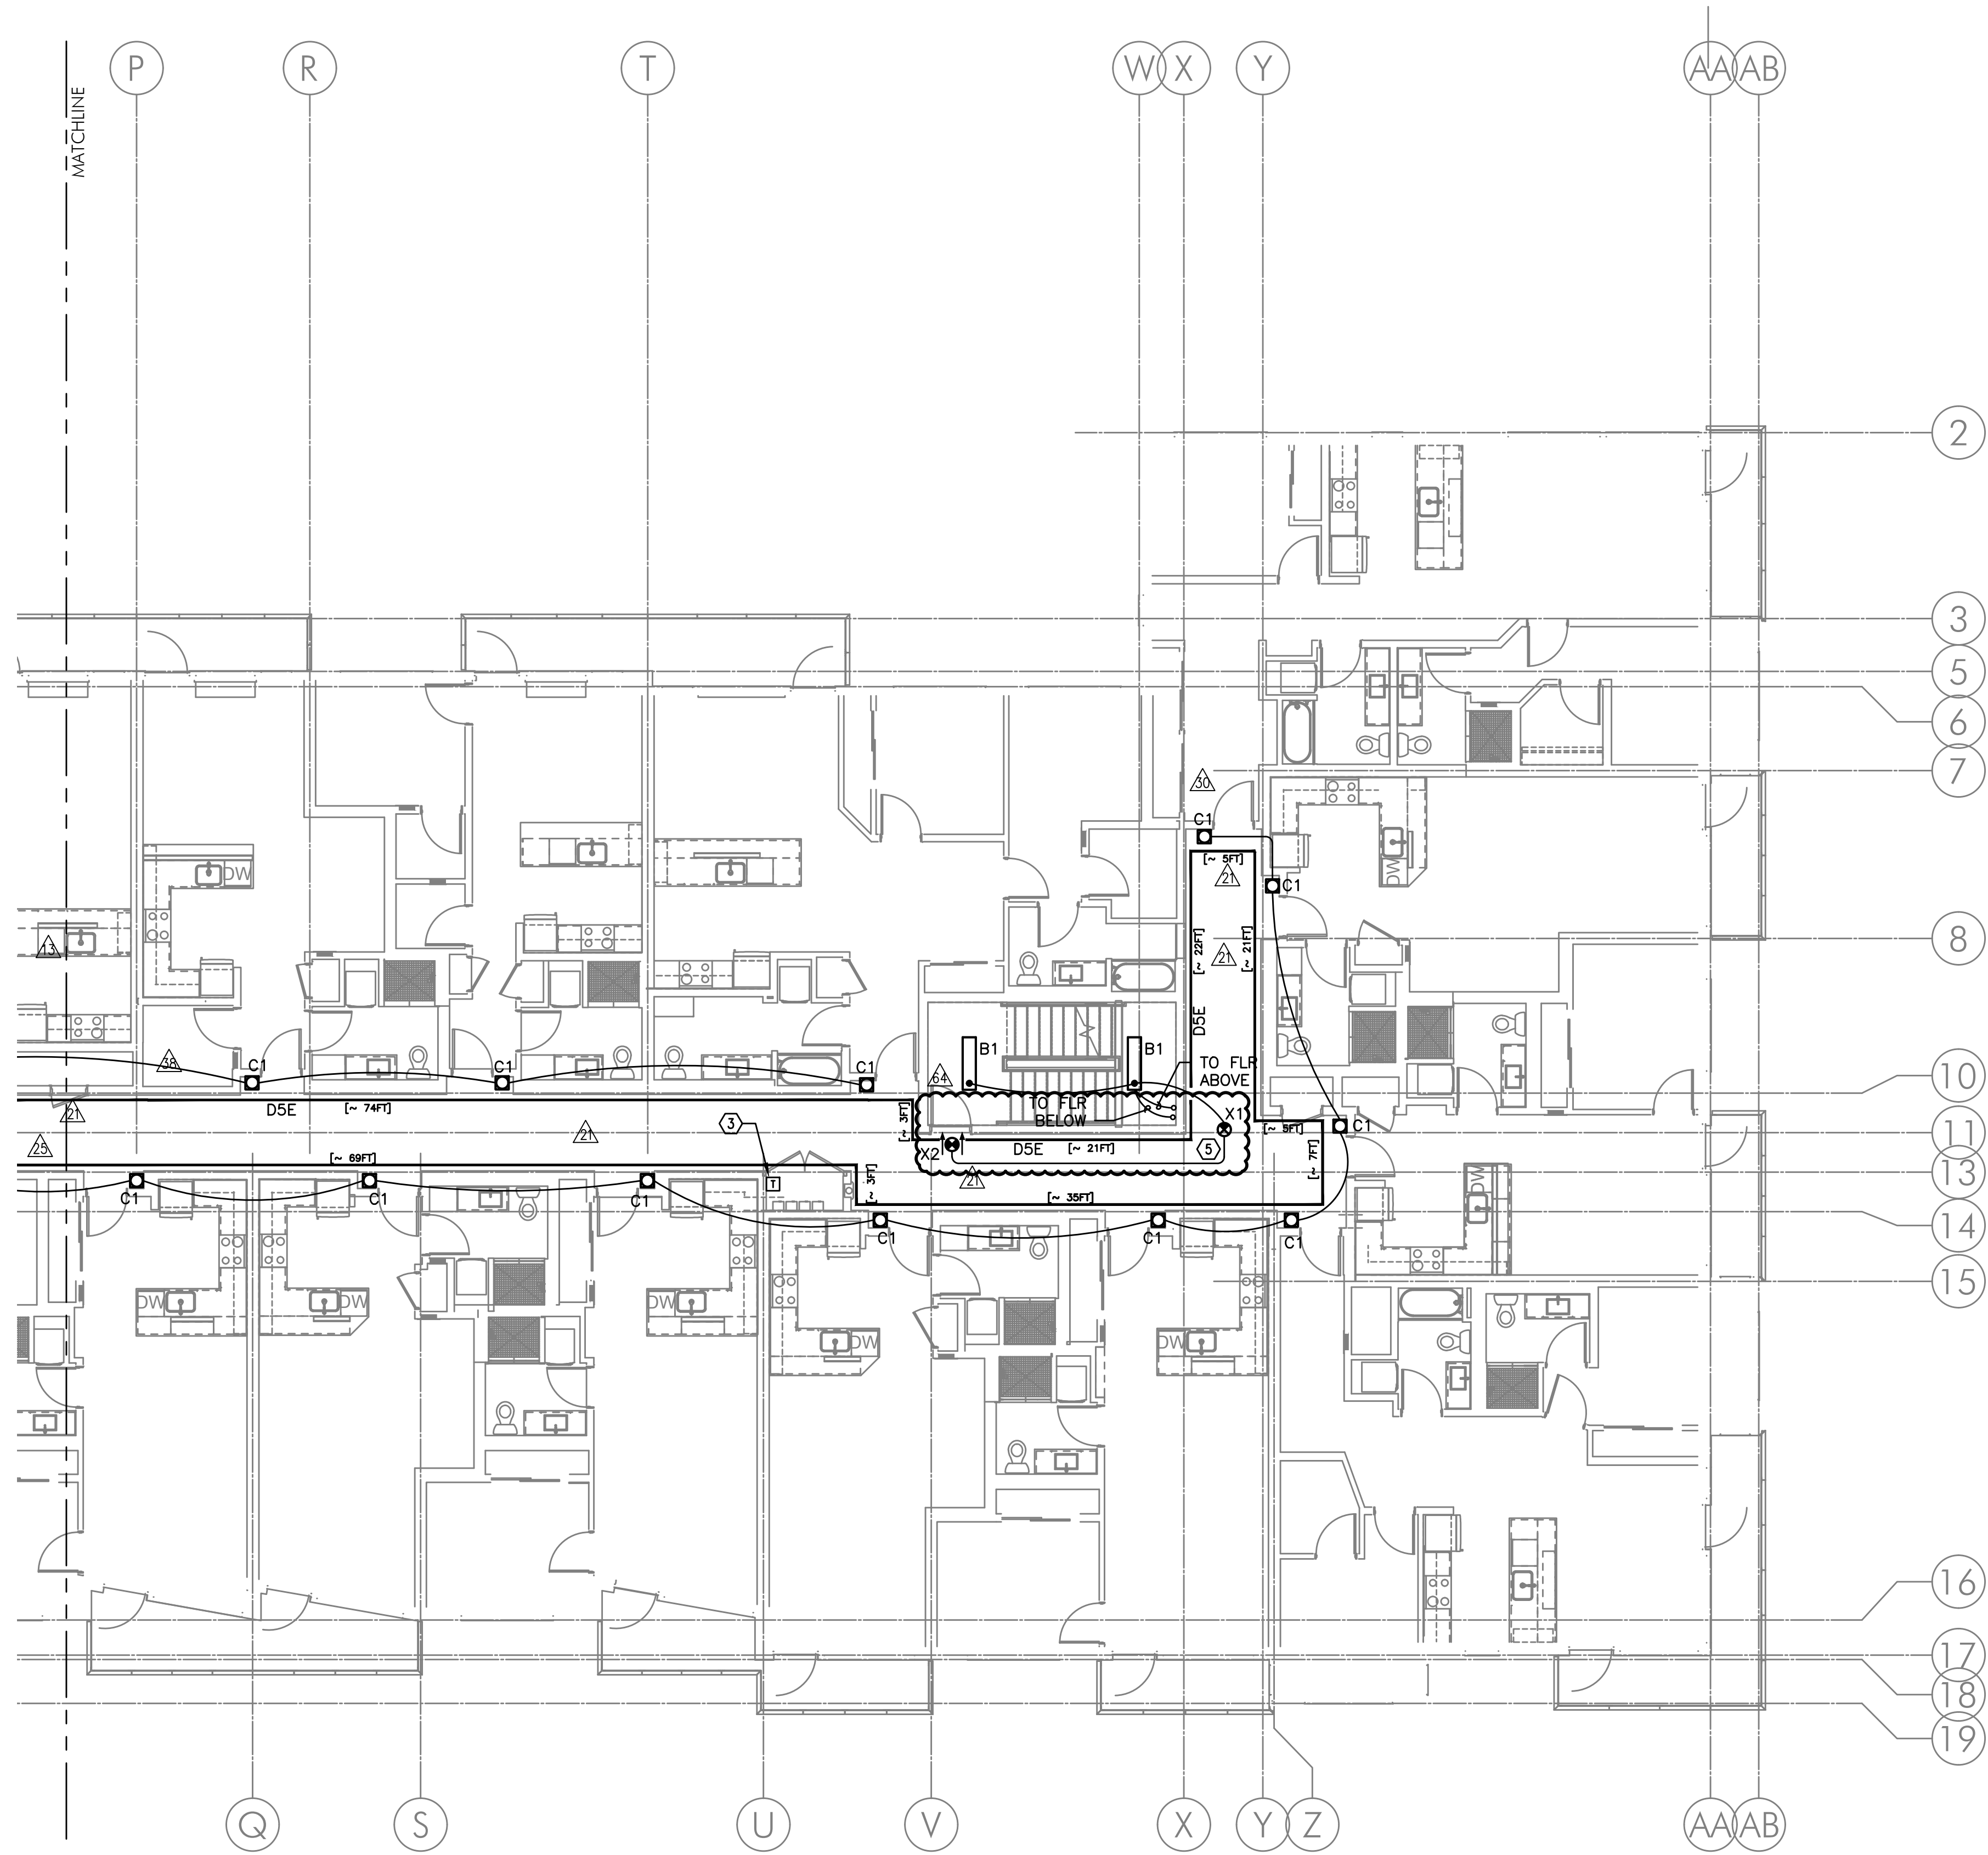 P
R
T
W
X
Y
AA
AB
MATCHLINE
2
3
5
6
7
30
C1
[~ 5FT]
21
C1
DW
DW
13
8
[~ 22FT]
[~ 21FT]
21
D5E
38
C1
C1
C1
64
B1
B1
TO FLR
ABOVE
TO FLR
BELOW
10
21
D5E
[~ 74FT]
[~ 3FT]
X1
C1
3
21
25
X2
D5E
[~ 21FT]
5
[~ 5FT]
11
[~ 69FT]
[~ 7FT]
13
C1
C1
C1
T
[~ 3FT]
21
[~ 35FT]
DW
14
C1
C1
C1
15
DW
DW
DW
DW
DW
16
17
18
19
Q
S
U
V
X
Y
Z
AA
AB